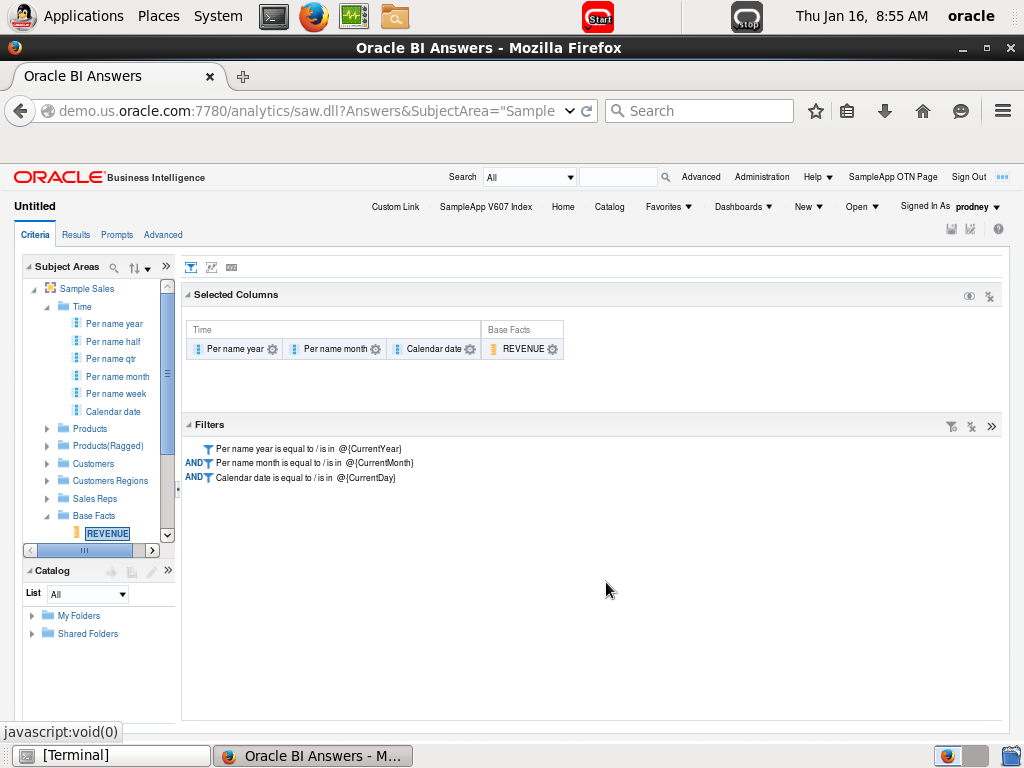 Applications Places System Start stop Thu Jan 16, 8:55 AM oracle
Oracle BI Answers - Mozilla Firefox
Oracle BI Answers
demo.us.oracle.com:7780/analytics/saw.dll?Answers&SubjectArea="Sample Search
ORACLE Business Intelligence Search All Advanced Administration Help SampleApp OTN Page Sign Out
Untitled Custom Link SampleApp V607 Index Home Catalog Favorites Dashboards New Open Signed In As prodney
Criteria Results Prompts Advanced
Subject Areas
Sample Sales
Time
Per name year
Per name half
Per name qtr
Per name month
Per name week
Calendar date
Products
Products(Ragged)
Customers
Customers Regions
Sales Reps
Base Facts
REVENUE
Catalog
List All
My Folders
Shared Folders
Selected Columns
Time Base Facts
Per name year Per name month Calendar date REVENUE
Filters
Per name year is equal to / is in @{CurrentYear}
AND Per name month is equal to / is in @{CurrentMonth}
AND Calendar date is equal to / is in @{CurrentDay}
javascript:void(0)
[Terminal] Oracle BI Answers - M...